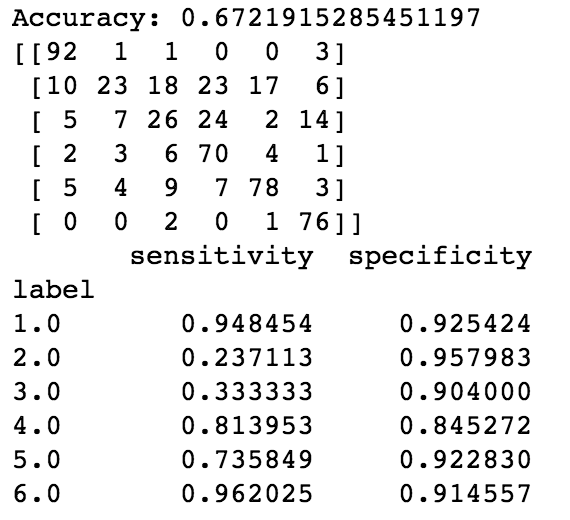 Accuracy: 0.6721915285451197
[[92  1  1  0  0  3]
 [10 23 18 23 17  6]
 [ 5  7 26 24  2 14]
 [ 2  3  6 70  4  1]
 [ 5  4  9  7 78  3]
 [ 0  0  2  0  1 76]]
       sensitivity  specificity
label
1.0       0.948454     0.925424
2.0       0.237113     0.957983
3.0       0.333333     0.904000
4.0       0.813953     0.845272
5.0       0.735849     0.922830
6.0       0.962025     0.914557